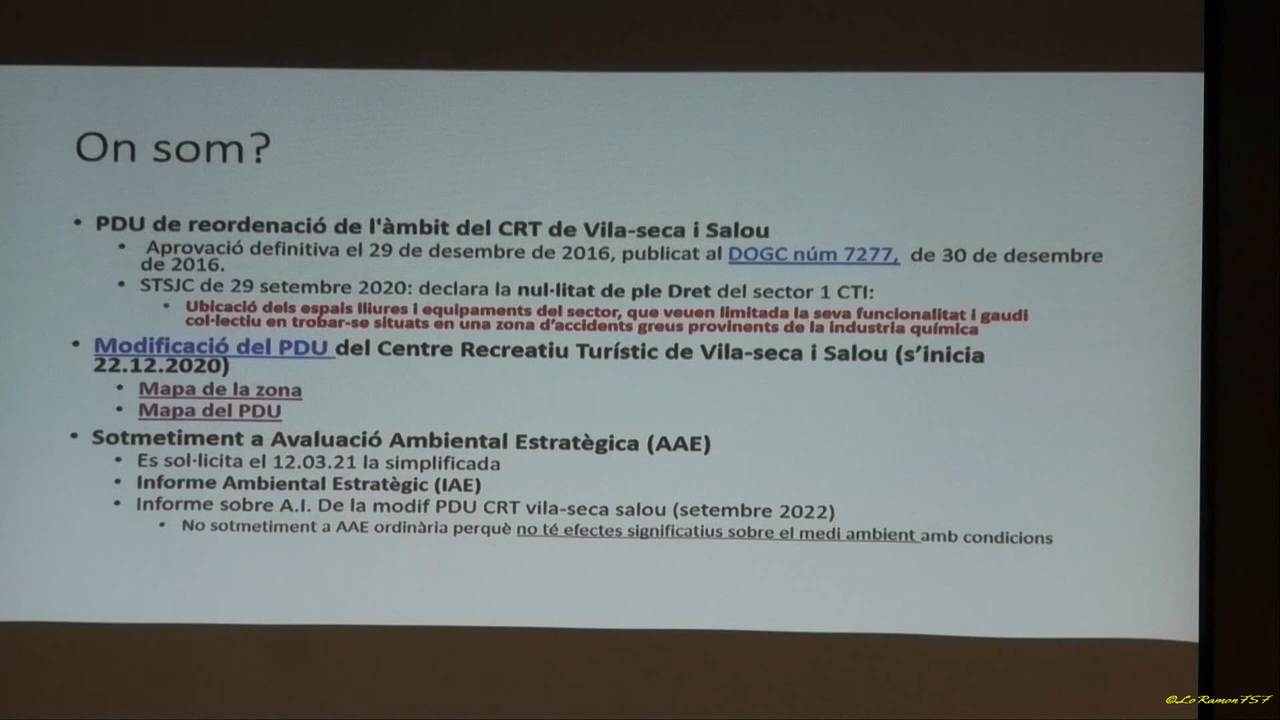 On som?
• PDU de reordenació de l'àmbit del CRT de Vila-seca i Salou
• Aprovació definitiva el 29 de desembre de 2016, publicat al DOGC núm 7277, de 30 de desembre
de 2016.
• STSJC de 29 setembre 2020: declara la nul·litat de ple Dret del sector 1 CTI:
• Ubicació dels espais lliures i equipaments del sector, que veuen limitada la seva funcionalitat i gaudi
col·lectiu en trobar-se situats en una zona d'accidents greus provinents de la industria química
• Modificació del PDU del Centre Recreatiu Turístic de Vila-seca i Salou (s'inicia
22.12.2020)
• Mapa de la zona
• Mapa del PDU
• Sotmetiment a Avaluació Ambiental Estratègica (AAE)
• Es sol·licita el 12.03.21 la simplificada
• Informe Ambiental Estratègic (IAE)
• Informe sobre A.I. De la modif PDU CRT vila-seca salou (setembre 2022)
• No sotmetiment a AAE ordinària perquè no té efectes significatius sobre el medi ambient amb condicions
©LoRamon757